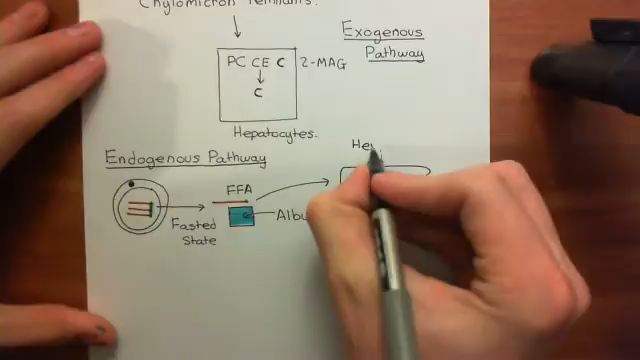 Chylomicron remnants.
Exogenous
Pathway
PC CE C 2-MAG
C
Hepatocytes.
Endogenous Pathway
FFA
Fasted
State